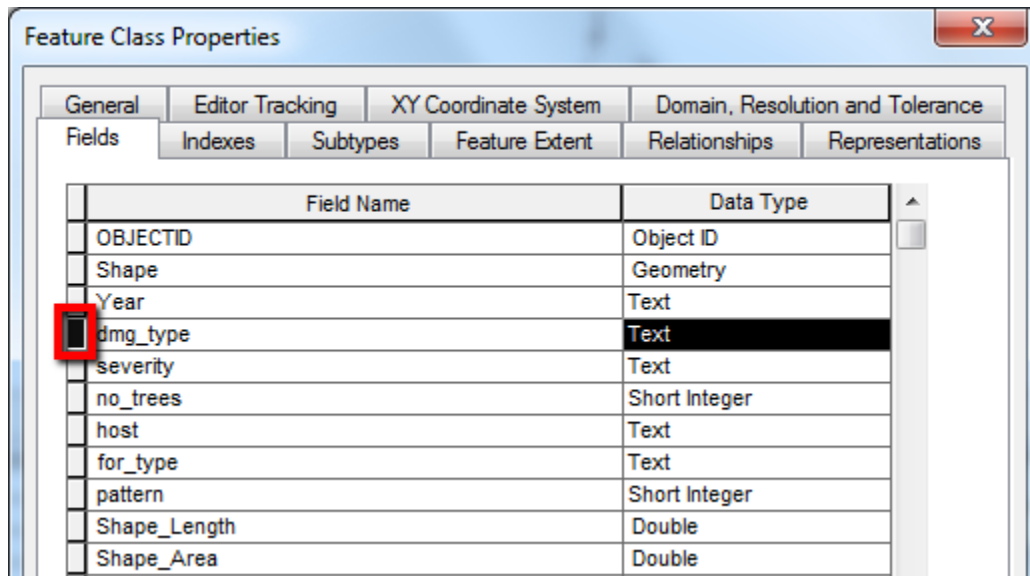 Feature Class Properties
General Editor Tracking XY Coordinate System Domain, Resolution and Tolerance
Fields Indexes Subtypes Feature Extent Relationships Representations
Field Name Data Type
OBJECTID Object ID
Shape Geometry
Year Text
dmg_type Text
severity Text
no_trees Short Integer
host Text
for_type Text
pattern Short Integer
Shape_Length Double
Shape_Area Double